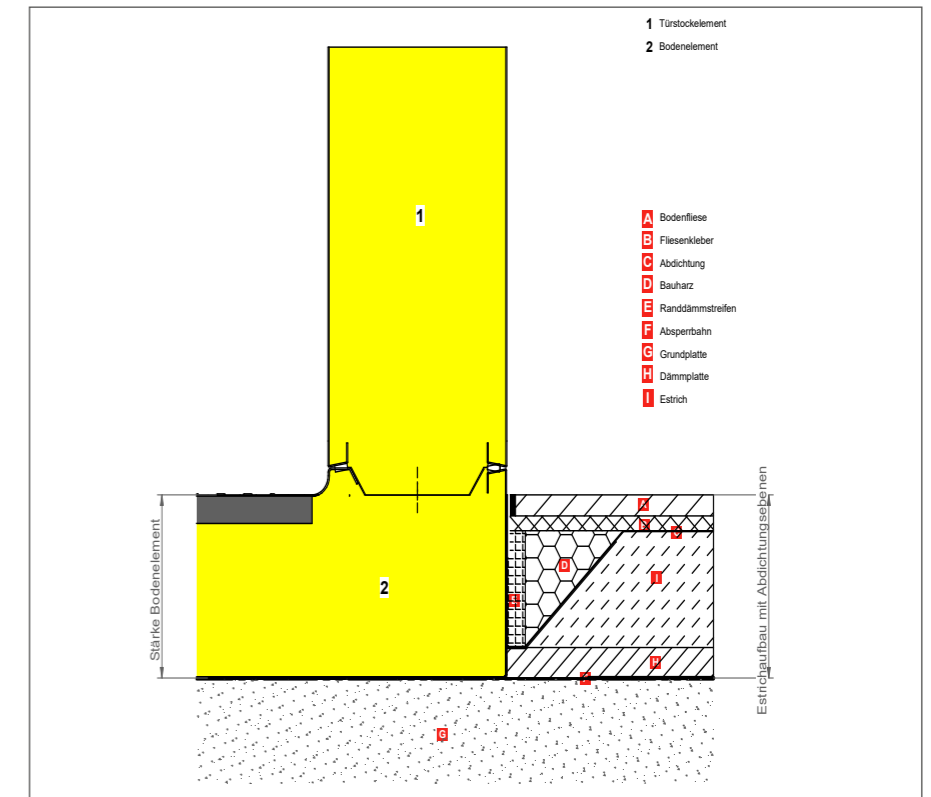 1 Türstockelement
2 Bodenelement
1
A Bodenfliese
B Fliesenkleber
C Abdichtung
D Bauharz
E Randdämmstreifen
F Absperrbahn
G Grundplatte
H Dämmplatte
I Estrich
Stärke Bodenelement
2
A
B
C
D
I
E
H
F
Estrichaufbau mit Abdichtungsebenen
G